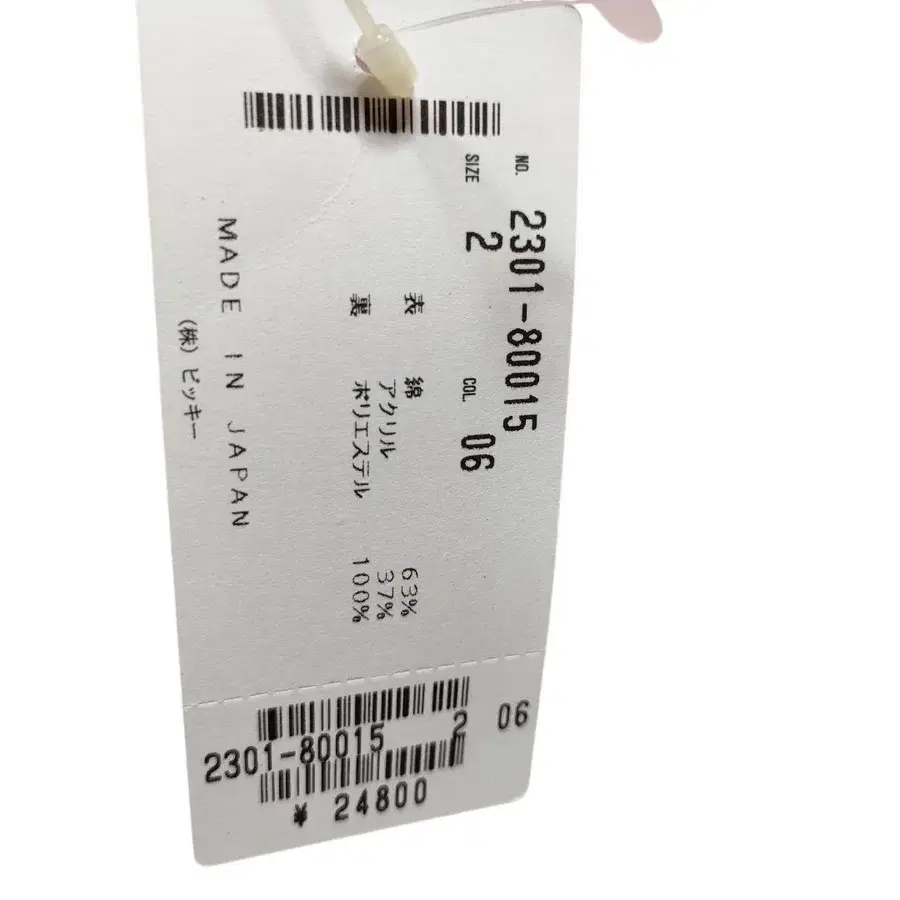 NO. 2301-80015
SIZE 2 COL. 06
表 綿 63%
アクリル 37%
裏 ポリエステル 100%
MADE IN JAPAN
(株)ビッキー
2301-80015 2 06
¥ 24800